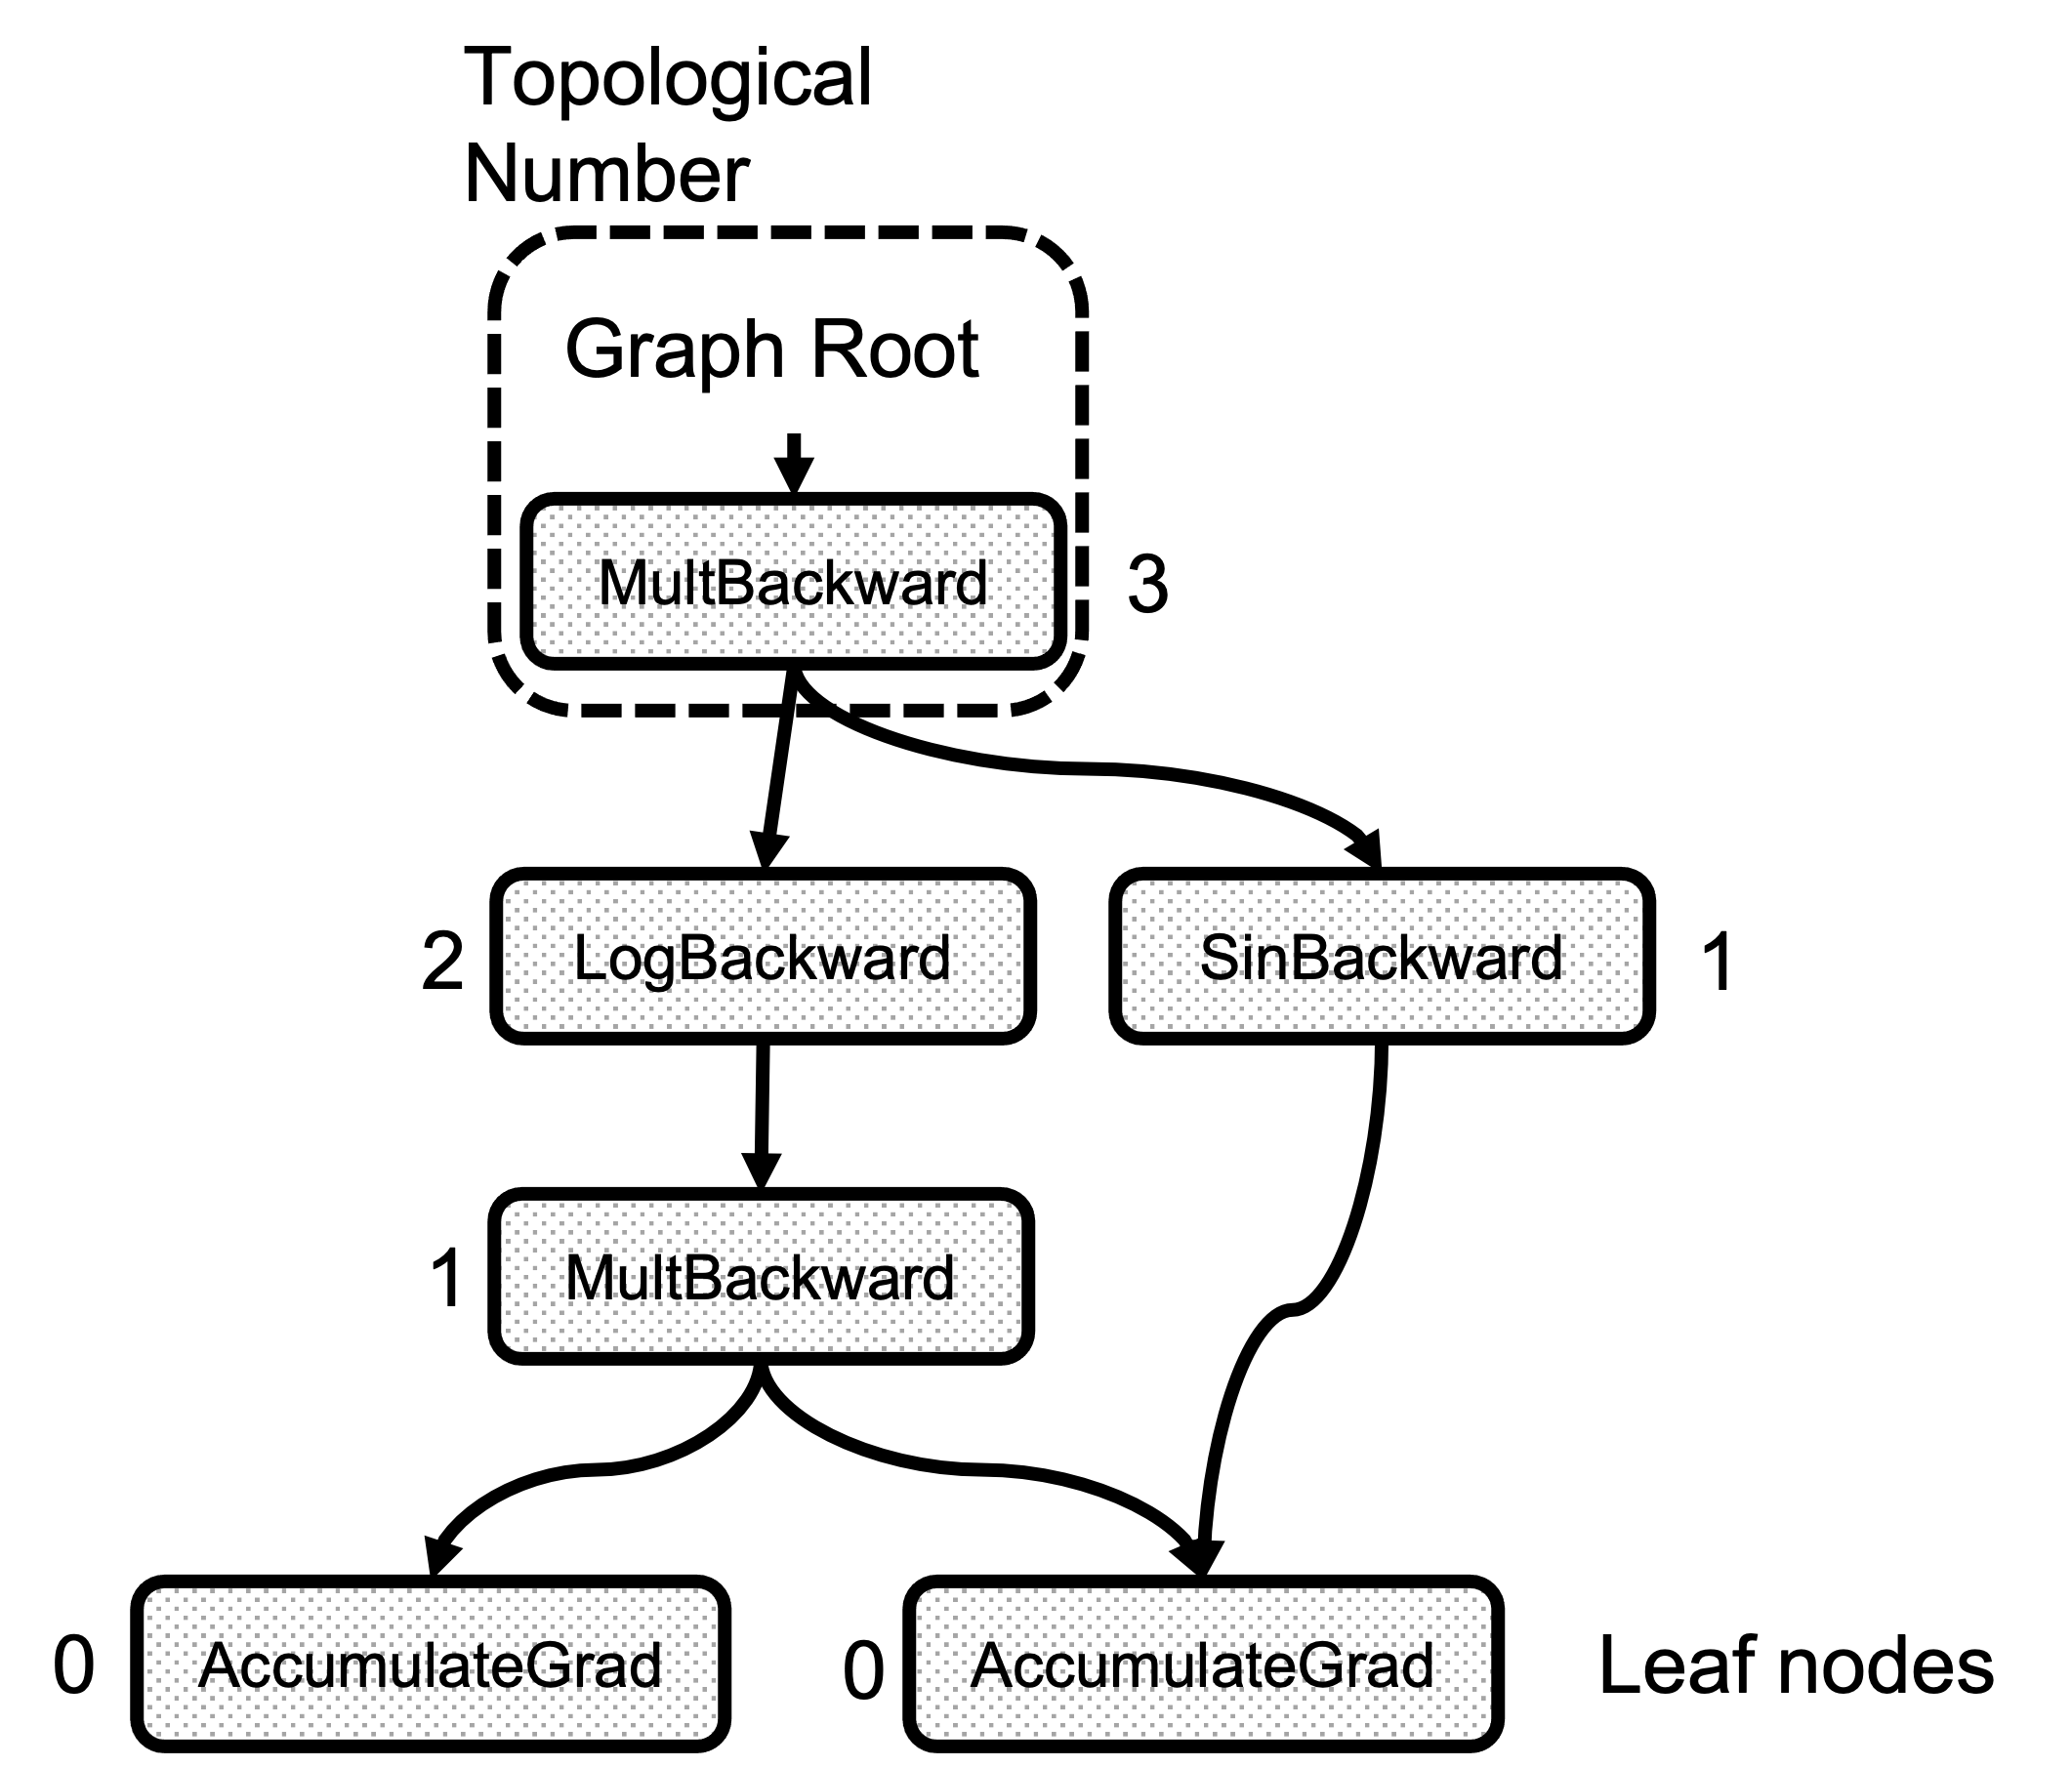 Topological
Number
Graph Root
MultBackward
3
2
LogBackward
SinBackward
1
1
MultBackward
0
AccumulateGrad
0
AccumulateGrad
Leaf nodes